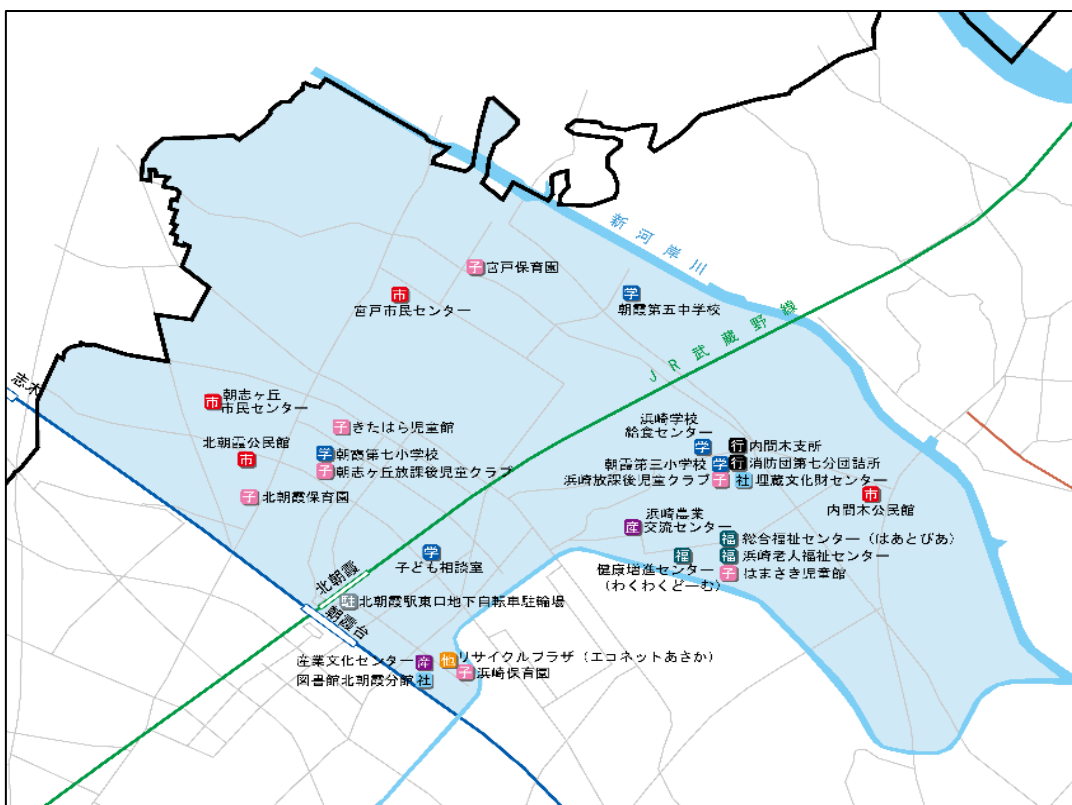 新河岸川
子
宮戸保育園
市
宮戸市民センター
学
朝霞第五中学校
JR武蔵野線
志木
市
朝志ヶ丘
市民センター
子
きたはら児童館
北朝霞公民館
市
学
朝霞第七小学校
子
朝志ヶ丘放課後児童クラブ
子
北朝霞保育園
浜崎学校
給食センター
学
行
内間木支所
朝霞第三小学校
学
行
消防団第七分団詰所
浜崎放課後児童クラブ
子
社
埋蔵文化財センター
市
内間木公民館
浜崎農業
産
交流センター
福
総合福祉センター（はあとぴあ）
福
福
浜崎老人福祉センター
健康増進センター
（わくわくどーむ）
子
はまさき児童館
学
子ども相談室
北朝霞
駐
北朝霞駅東口地下自転車駐輪場
朝霞台
産業文化センター
産
他
リサイクルプラザ（エコネットあさか）
図書館北朝霞分館
社
子
浜崎保育園